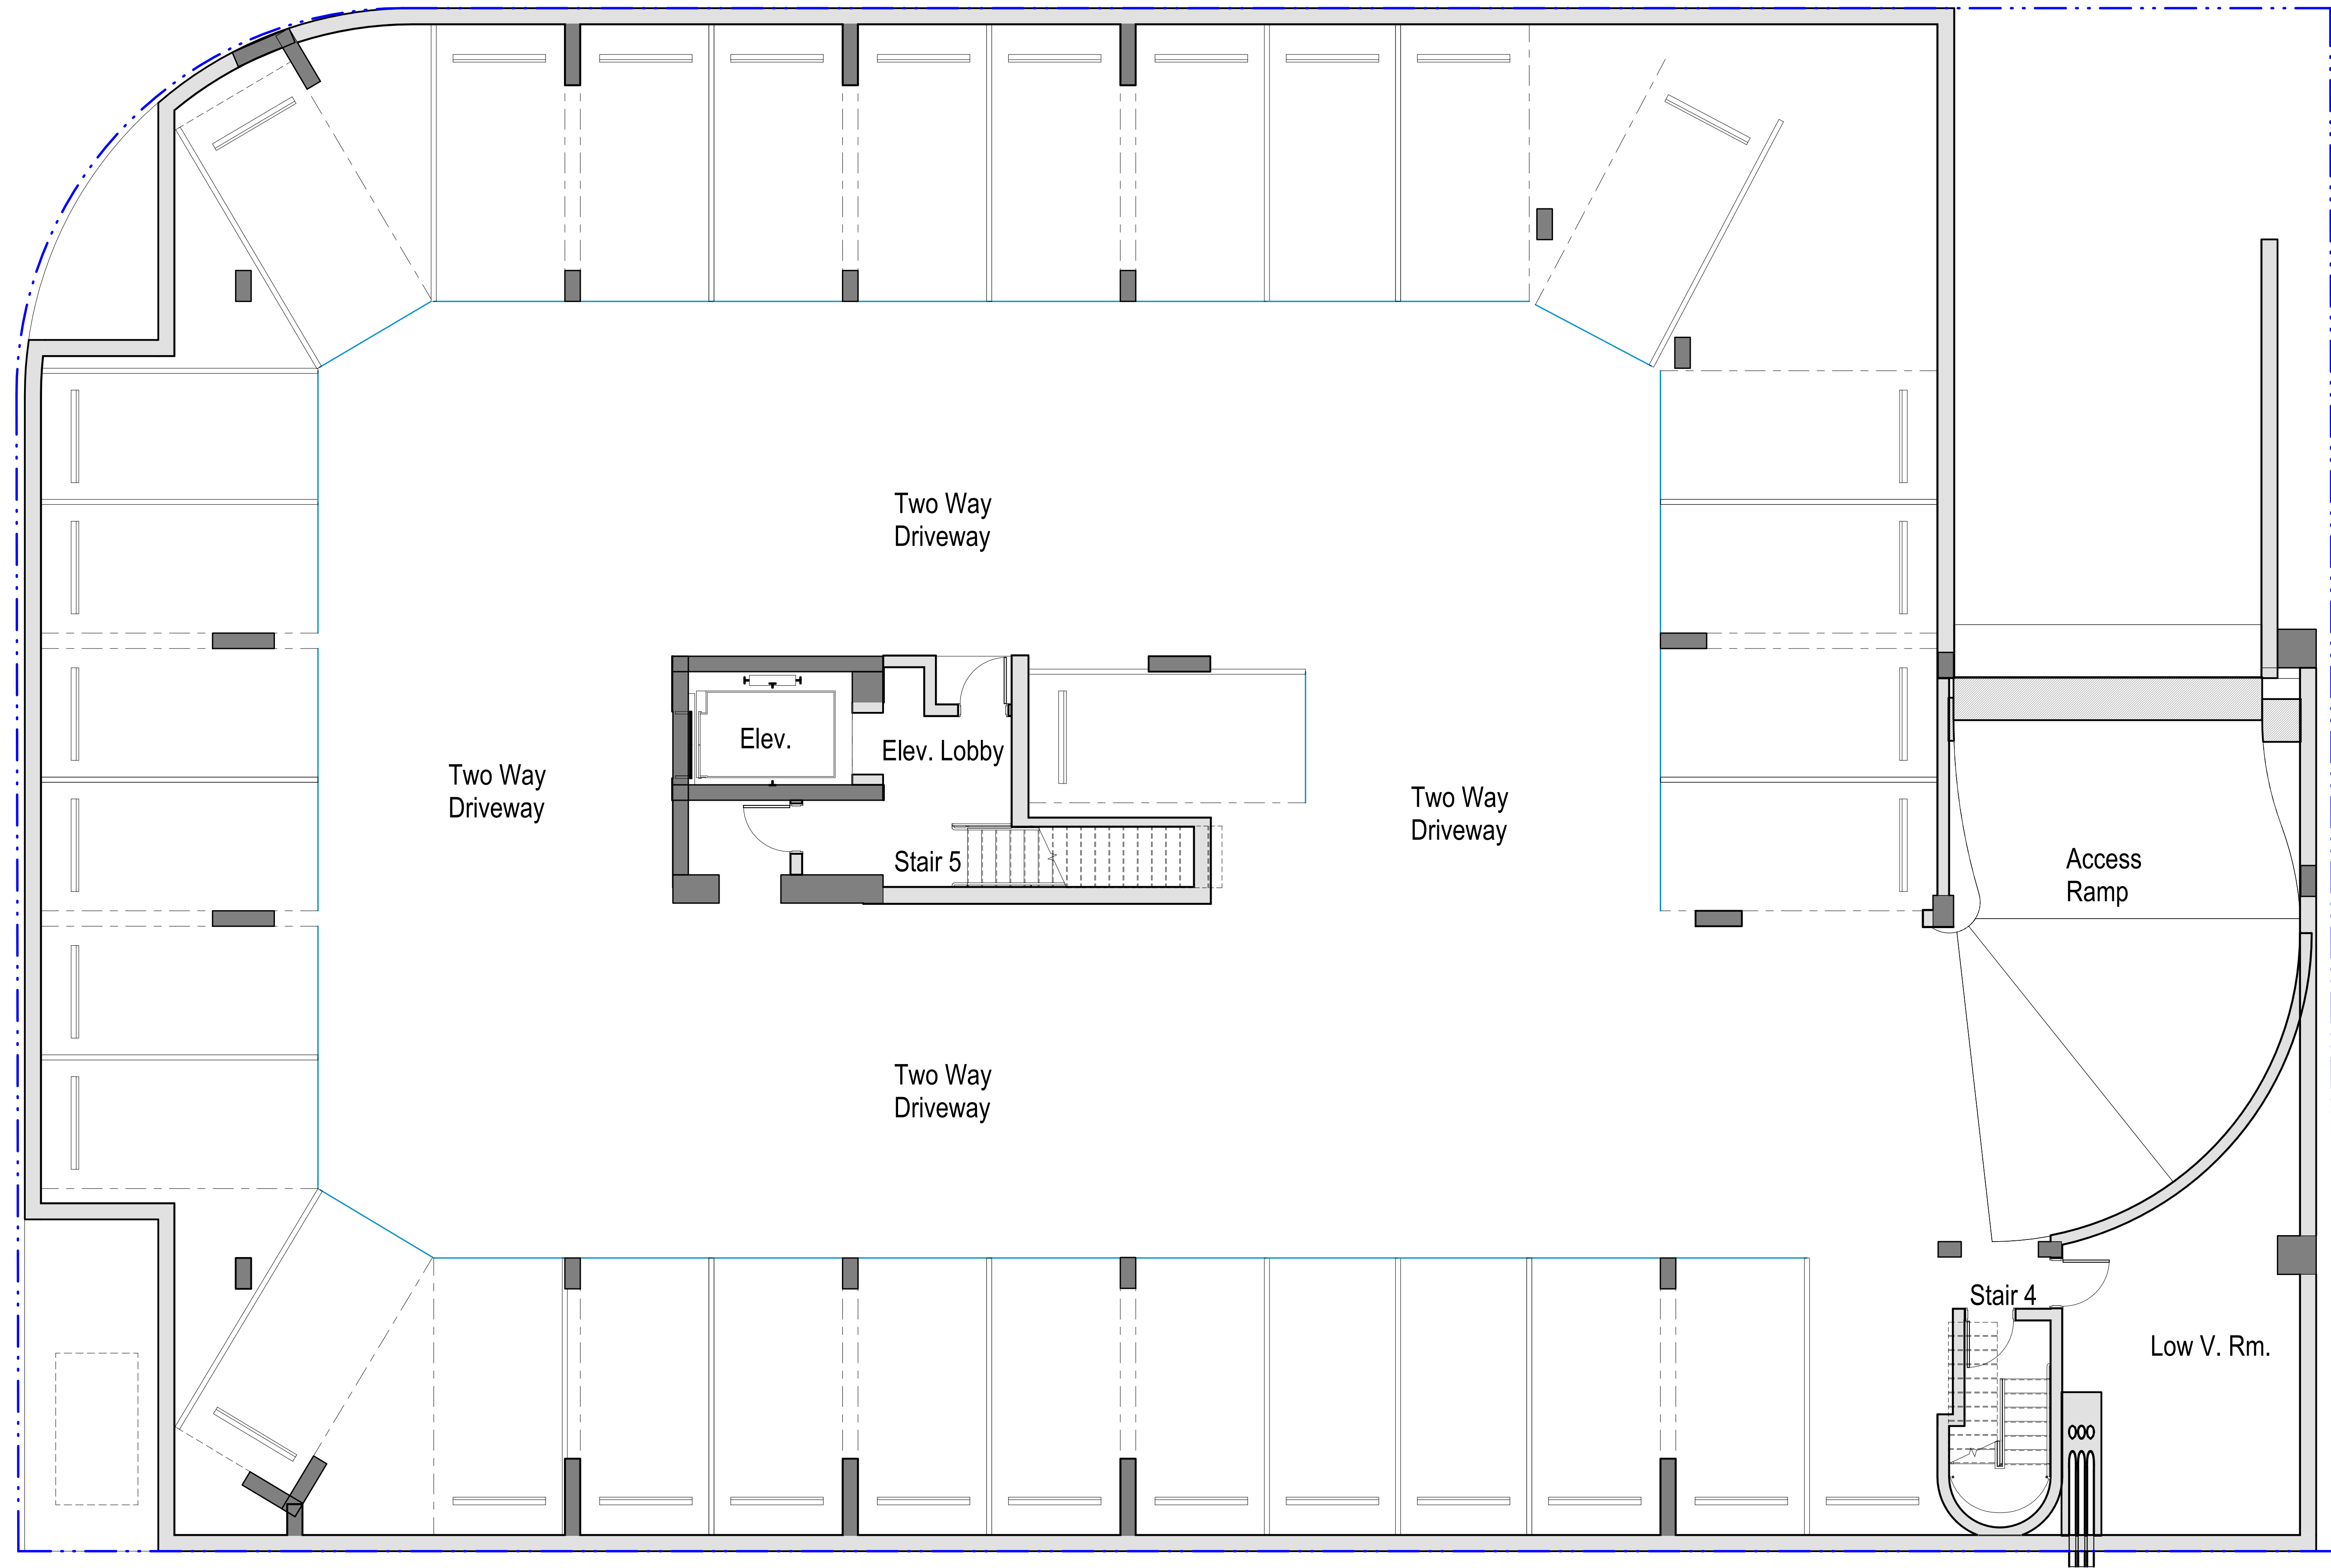 Two Way
Driveway
Elev.
Elev. Lobby
Two Way
Driveway
Two Way
Driveway
Stair 5
Access
Ramp
Two Way
Driveway
Stair 4
Low V. Rm.